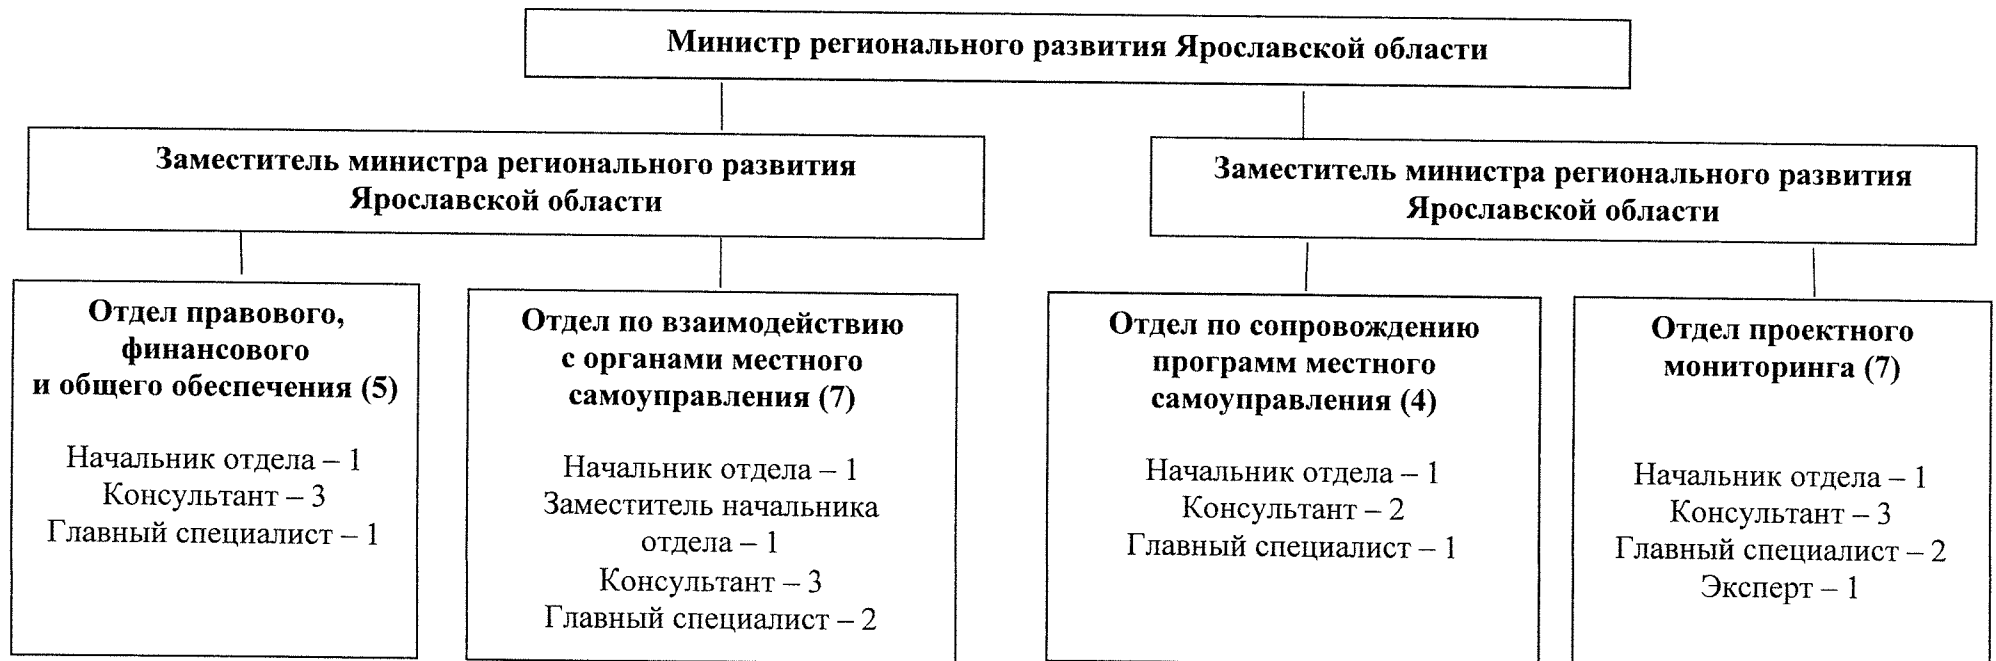 Министр регионального развития Ярославской области
Заместитель министра регионального развития
Ярославской области
Заместитель министра регионального развития
Ярославской области
Отдел правового,
финансового
и общего обеспечения (5)
Начальник отдела – 1
Консультант – 3
Главный специалист – 1
Отдел по взаимодействию
с органами местного
самоуправления (7)
Начальник отдела – 1
Заместитель начальника
отдела – 1
Консультант – 3
Главный специалист – 2
Отдел по сопровождению
программ местного
самоуправления (4)
Начальник отдела – 1
Консультант – 2
Главный специалист – 1
Отдел проектного
мониторинга (7)
Начальник отдела – 1
Консультант – 3
Главный специалист – 2
Эксперт – 1